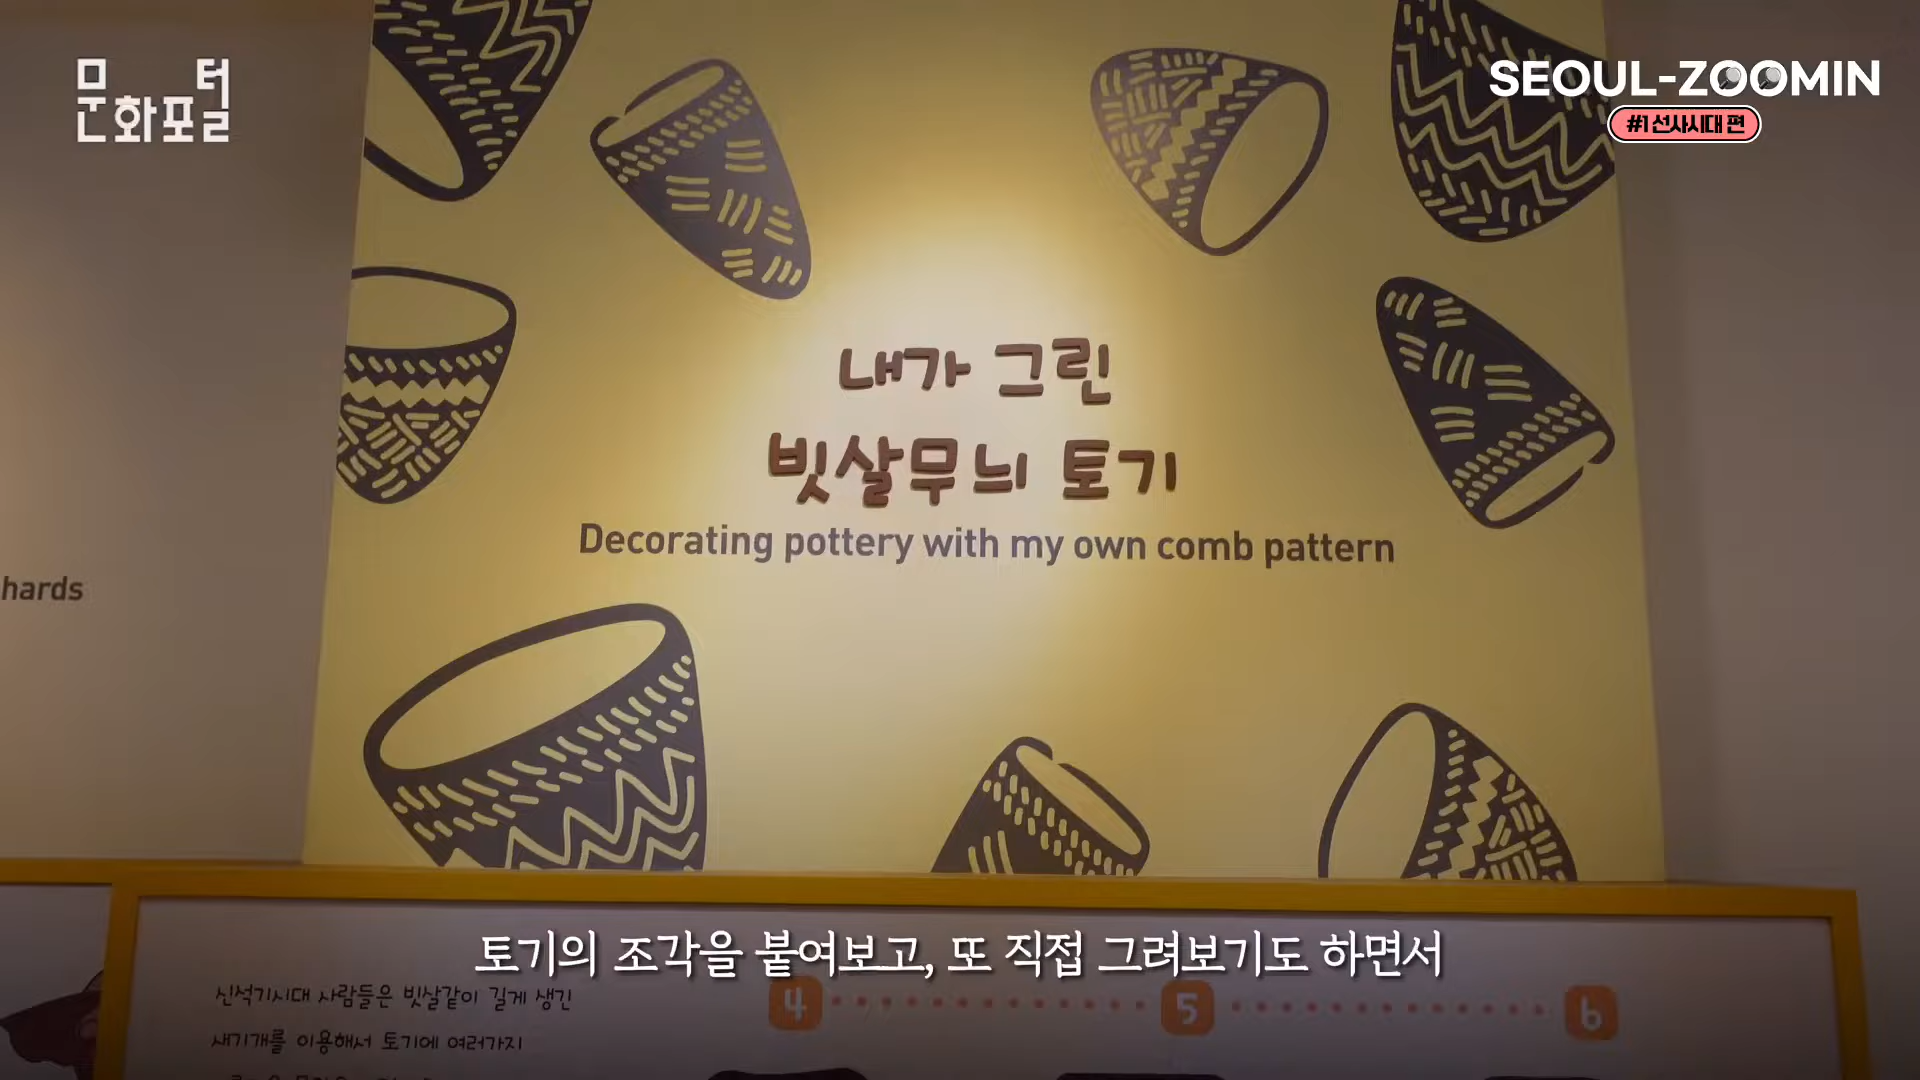 문화포털
SEOUL-ZOOMIN
#1 선사시대 편
내가 그린
빗살무늬 토기
Decorating pottery with my own comb pattern
hards
토기의 조각을 붙여보고, 또 직접 그려보기도 하면서
신석기시대 사람들은 빗살같이 길게 생긴
새기개를 이용해서 토기에 여러가지
4
5
6